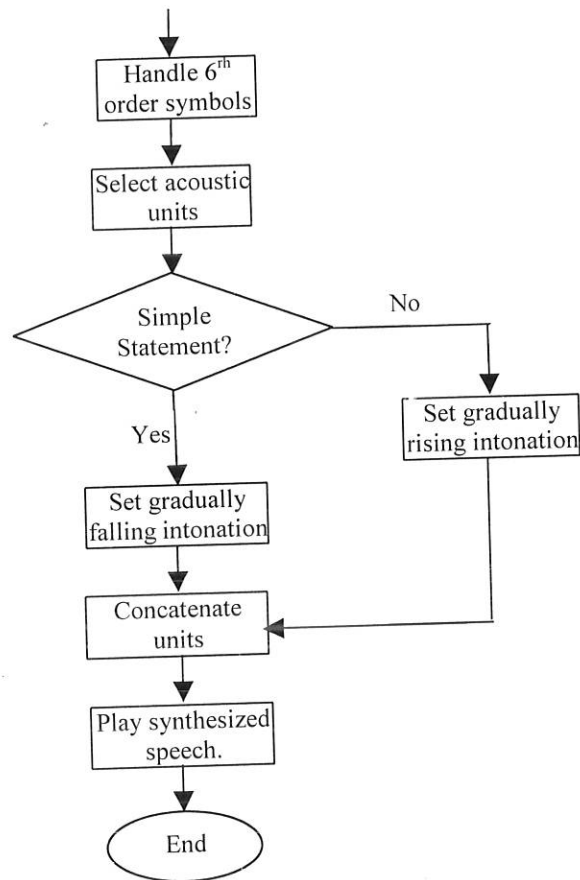 Handle 6rh
order symbols
Select acoustic
units
Simple
Statement?
No
Yes
Set gradually
rising intonation
Set gradually
falling intonation
Concatenate
units
Play synthesized
speech.
End